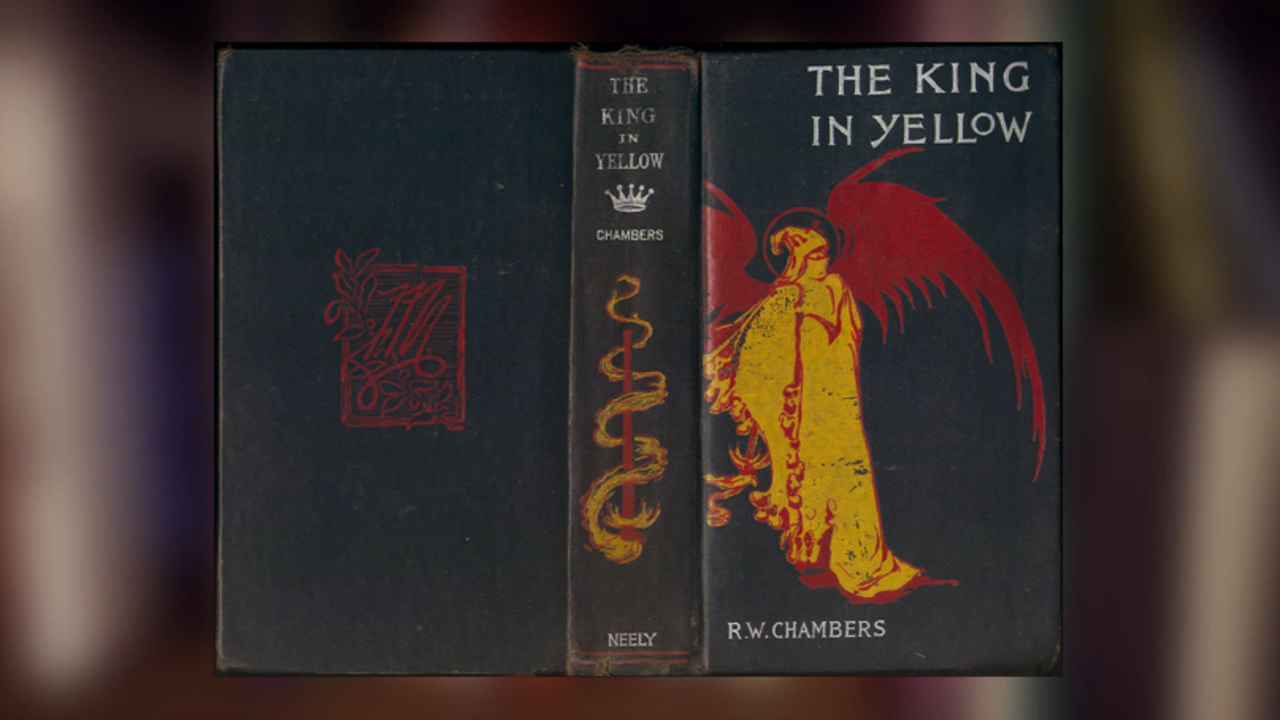 THE
KING
IN
YELLOW
CHAMBERS
NEELY
THE KING
IN YELLOW
R.W. CHAMBERS